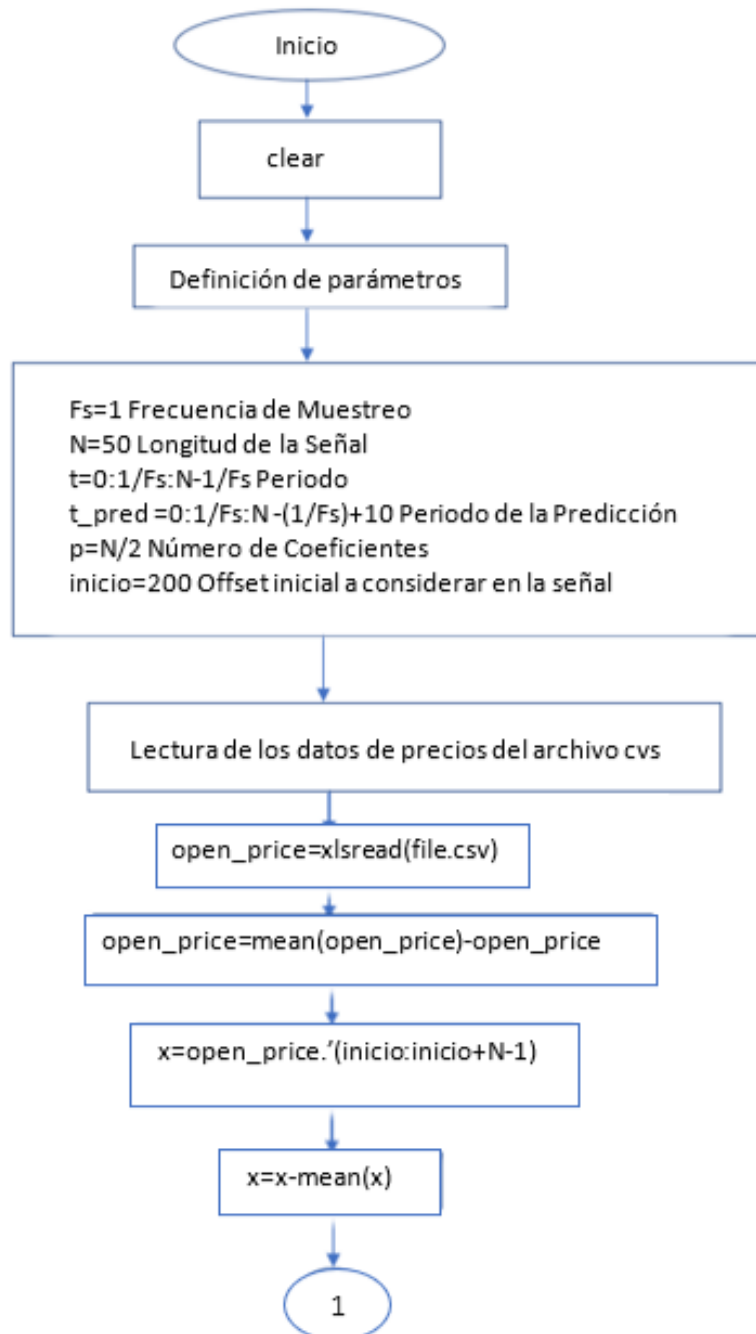 Inicio
clear
Definición de parámetros
Fs=1 Frecuencia de Muestreo
N=50 Longitud de la Señal
t=0:1/Fs:N-1/Fs Periodo
t_pred =0:1/Fs:N -(1/Fs)+10 Periodo de la Predicción
p=N/2 Número de Coeficientes
inicio=200 Offset inicial a considerar en la señal
Lectura de los datos de precios del archivo cvs
open_price=xlsread(file.csv)
open_price=mean(open_price)-open_price
x=open_price.’(inicio:inicio+N-1)
x=x-mean(x)
1